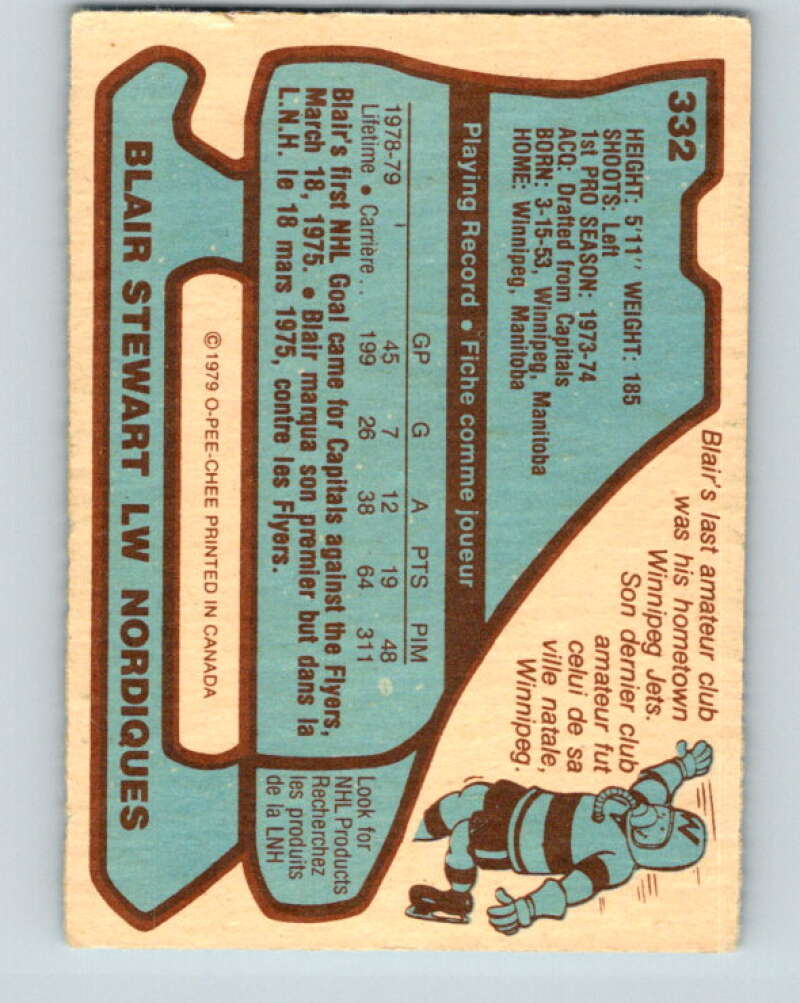 332
HEIGHT: 5'11" WEIGHT: 185
SHOOTS: Left
1st PRO SEASON: 1973-74
ACQ: Drafted from Capitals
BORN: 3-15-53, Winnipeg, Manitoba
HOME: Winnipeg, Manitoba
Blair's last amateur club
was his hometown
Winnipeg Jets.
Son dernier club
amateur fut
celui de sa
ville natale,
Winnipeg.
Playing Record • Fiche comme joueur
GP G A PTS PIM
1978-79 45 7 12 19 48
Lifetime • Carrière .. 199 26 38 64 311
Blair's first NHL Goal came for Capitals against the Flyers,
March 18, 1975. • Blair marqua son premier but dans la
L.N.H. le 18 mars 1975, contre les Flyers.
Look for
NHL Products
Recherchez
les produits
de la LNH
©1979 O-PEE-CHEE PRINTED IN CANADA
BLAIR STEWART LW NORDIQUES